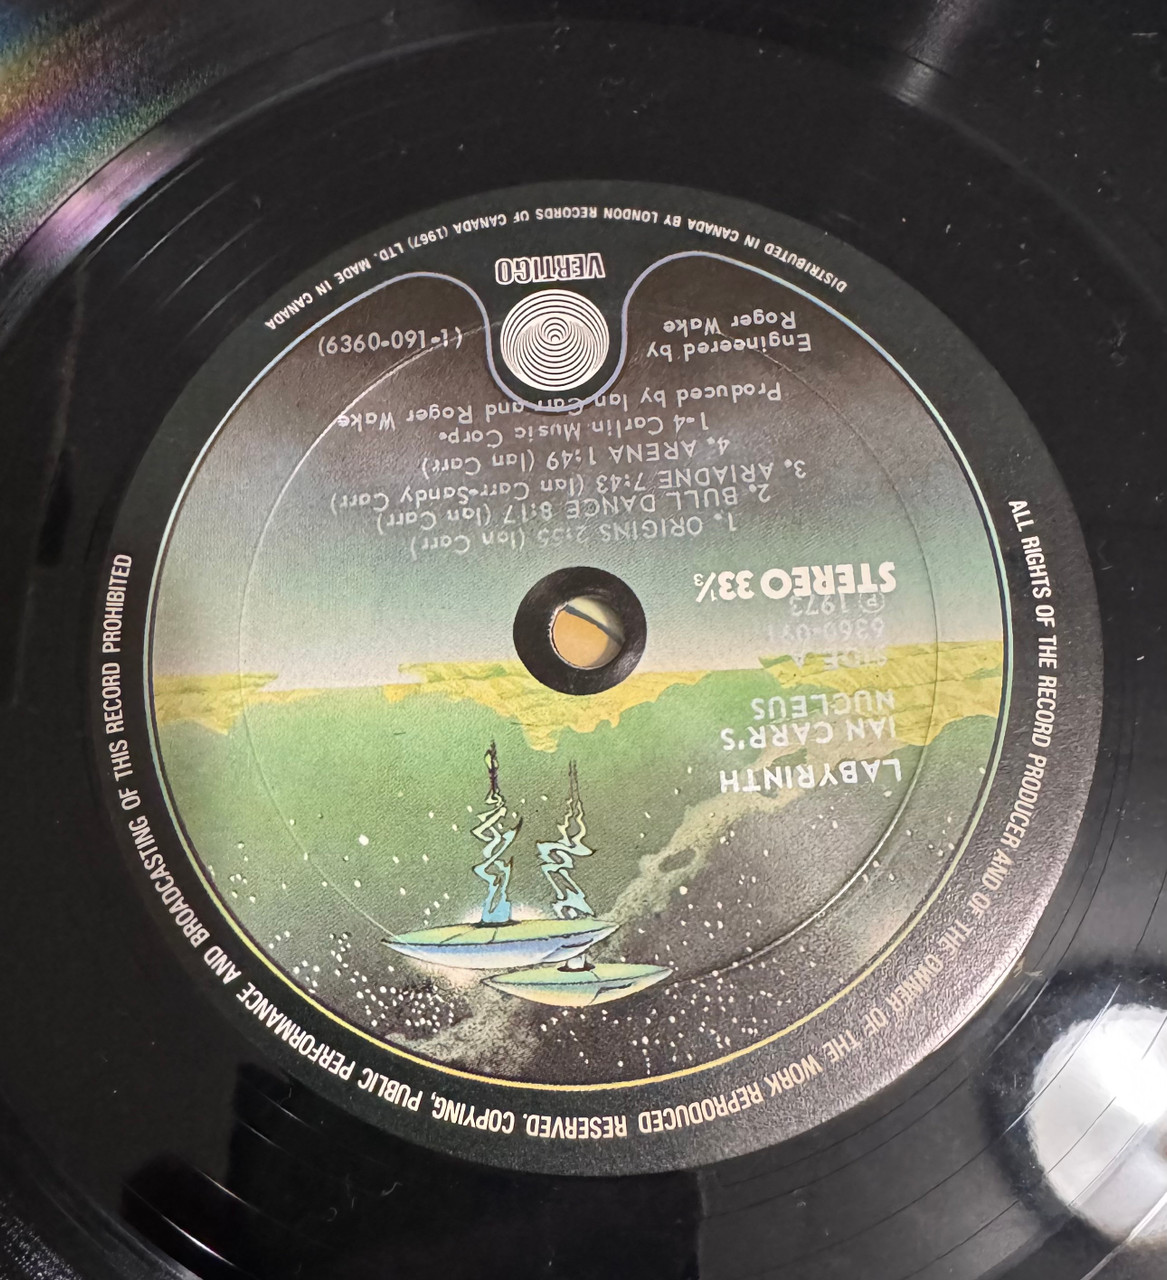 ALL RIGHTS OF THE RECORD PRODUCER AND OF THE OWNER OF THE WORK REPRODUCED RESERVED. COPYING, PUBLIC PERFORMANCE AND BROADCASTING OF THIS RECORD PROHIBITED
LABYRINTH
IAN CARR'S
NUCLEUS
SIDE A
6360-091
℗ 1973
STEREO 33⅓
1. ORIGINS 2:55 (Ian Carr)
2. BULL DANCE 8:17 (Ian Carr)
3. ARIADNE 7:43 (Ian Carr-Sandy Carr)
4. ARENA 1:49 (Ian Carr)
1-4 Carlin Music Corp.
Produced by Ian Carr and Roger Wake
Engineered by
Roger Wake
(6360-091-1)
VERTIGO
DISTRIBUTED IN CANADA BY LONDON RECORDS OF CANADA (1967) LTD. MADE IN CANADA